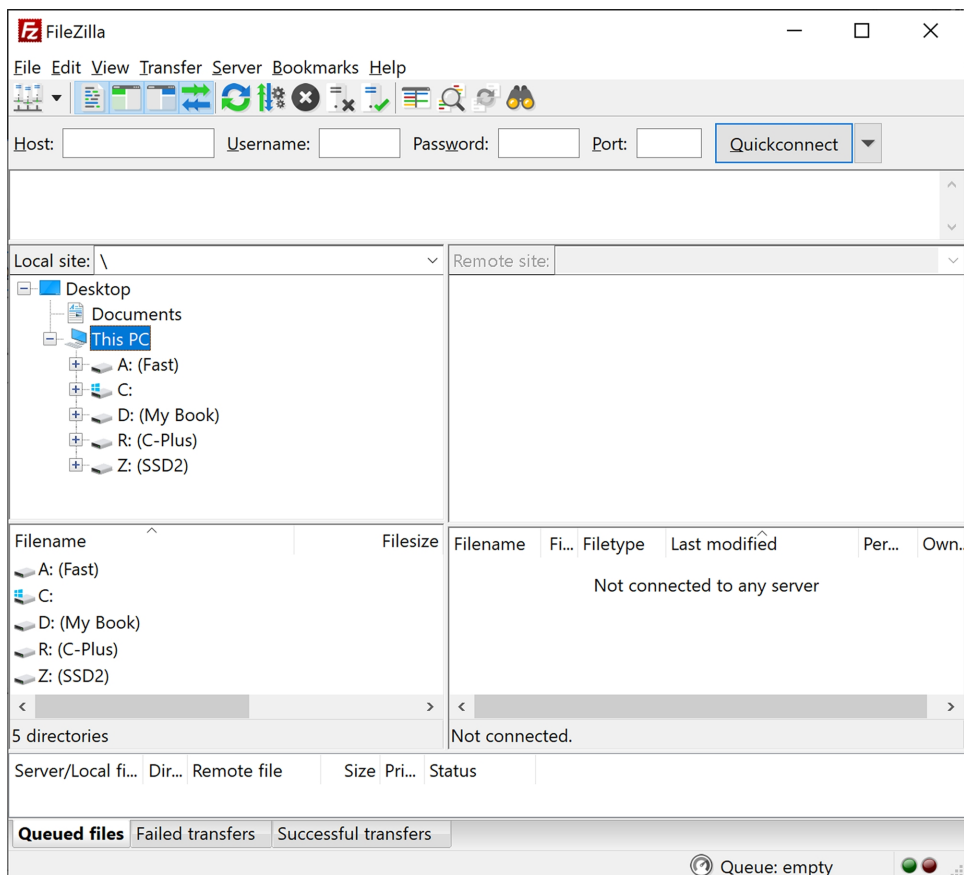 FileZilla
File Edit View Transfer Server Bookmarks Help
Host: Username: Password: Port: Quickconnect
Local site: \ Remote site:
Desktop
Documents
This PC
A: (Fast)
C:
D: (My Book)
R: (C-Plus)
Z: (SSD2)
Filename Filesize
A: (Fast)
C:
D: (My Book)
R: (C-Plus)
Z: (SSD2)
5 directories
Filename Fi... Filetype Last modified Per... Own..
Not connected to any server
Not connected.
Server/Local fi... Dir... Remote file Size Pri... Status
Queued files Failed transfers Successful transfers
Queue: empty